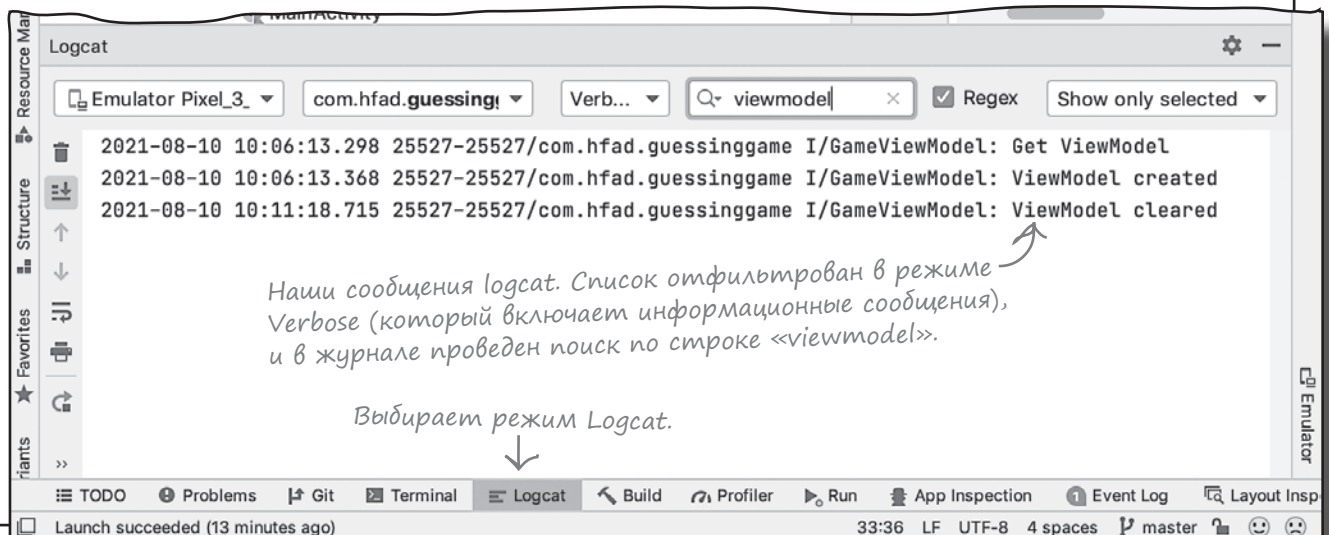 MainActivity
Resource Mar
Logcat
Emulator Pixel_3_
com.hfad.guessing
Verb...
viewmodel
Regex
Show only selected
2021-08-10 10:06:13.298 25527-25527/com.hfad.guessinggame I/GameViewModel: Get ViewModel
2021-08-10 10:06:13.368 25527-25527/com.hfad.guessinggame I/GameViewModel: ViewModel created
2021-08-10 10:11:18.715 25527-25527/com.hfad.guessinggame I/GameViewModel: ViewModel cleared
Structure
Наши сообщения logcat. Список отфильтрован в режиме
Verbose (который включает информационные сообщения),
и в журнале проведен поиск по строке «viewmodel».
Favorites
Выбирает режим Logcat.
Emulator
riants
TODO
Problems
Git
Terminal
Logcat
Build
Profiler
Run
App Inspection
1 Event Log
Layout Insp
Launch succeeded (13 minutes ago)
33:36
LF
UTF-8
4 spaces
master